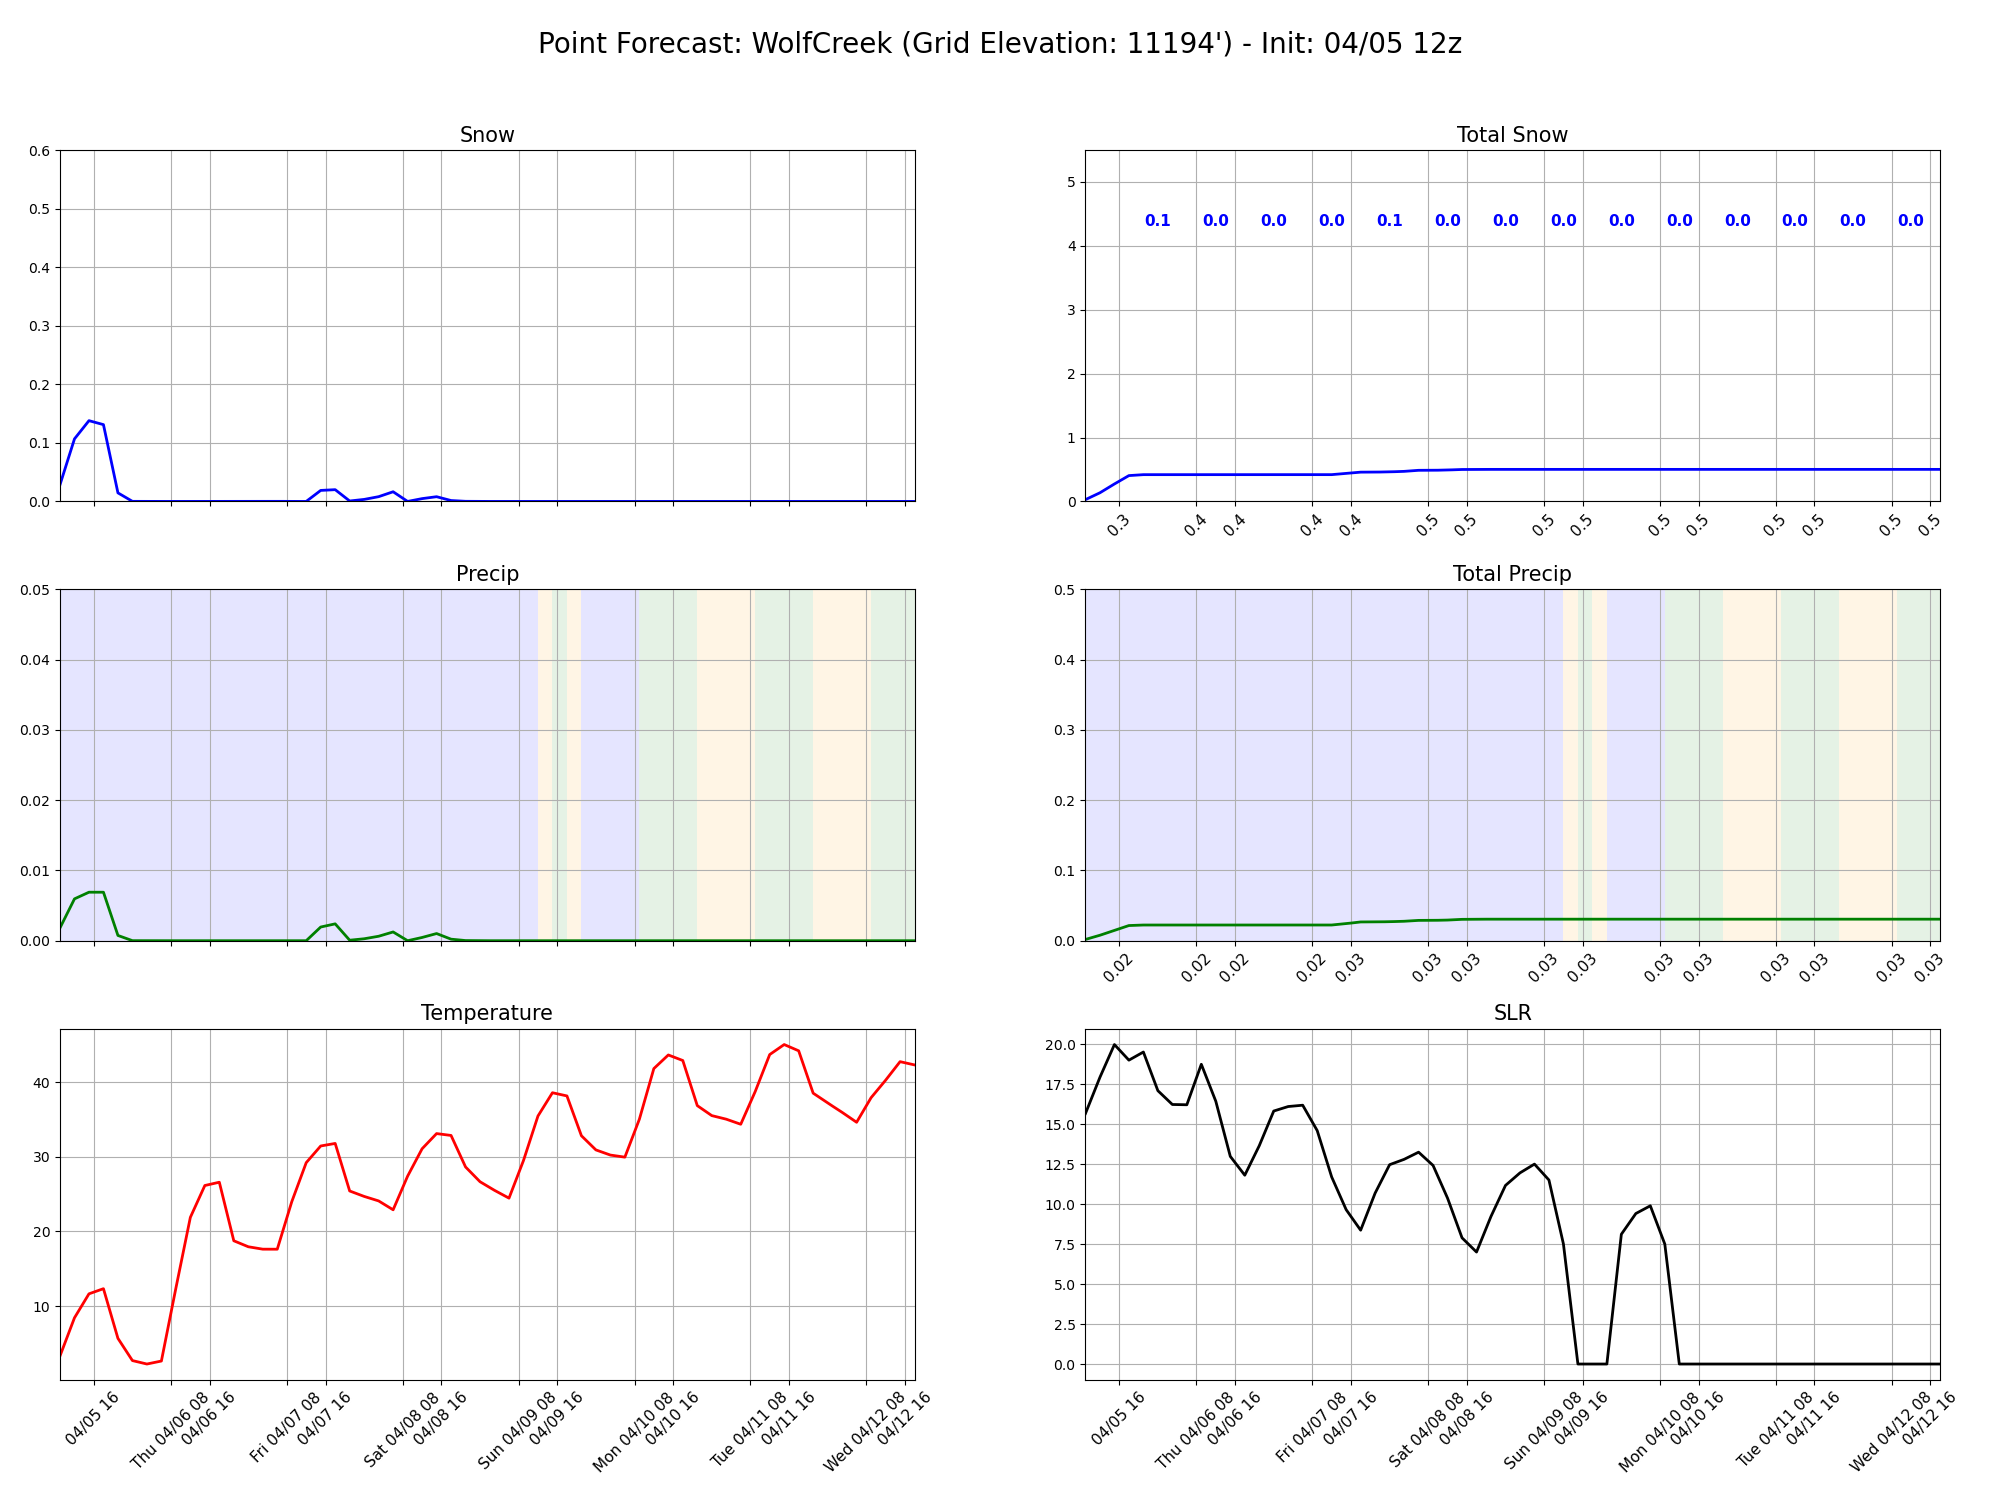 Point Forecast: WolfCreek (Grid Elevation: 11194') - Init: 04/05 12z
Snow
0.6
0.5
0.4
0.3
0.2
0.1
0.0
Total Snow
5
4
3
2
1
0
0.1 0.0 0.0 0.0 0.1 0.0 0.0 0.0 0.0 0.0 0.0 0.0 0.0 0.0
0.3 0.4 0.4 0.4 0.4 0.5 0.5 0.5 0.5 0.5 0.5 0.5 0.5 0.5 0.5
Precip
0.05
0.04
0.03
0.02
0.01
0.00
Total Precip
0.5
0.4
0.3
0.2
0.1
0.0
0.02 0.02 0.02 0.02 0.03 0.03 0.03 0.03 0.03 0.03 0.03 0.03 0.03 0.03 0.03
Temperature
40
30
20
10
04/05 16
Thu 04/06 08
04/06 16
Fri 04/07 08
04/07 16
Sat 04/08 08
04/08 16
Sun 04/09 08
04/09 16
Mon 04/10 08
04/10 16
Tue 04/11 08
04/11 16
Wed 04/12 08
04/12 16
SLR
20.0
17.5
15.0
12.5
10.0
7.5
5.0
2.5
0.0
04/05 16
Thu 04/06 08
04/06 16
Fri 04/07 08
04/07 16
Sat 04/08 08
04/08 16
Sun 04/09 08
04/09 16
Mon 04/10 08
04/10 16
Tue 04/11 08
04/11 16
Wed 04/12 08
04/12 16